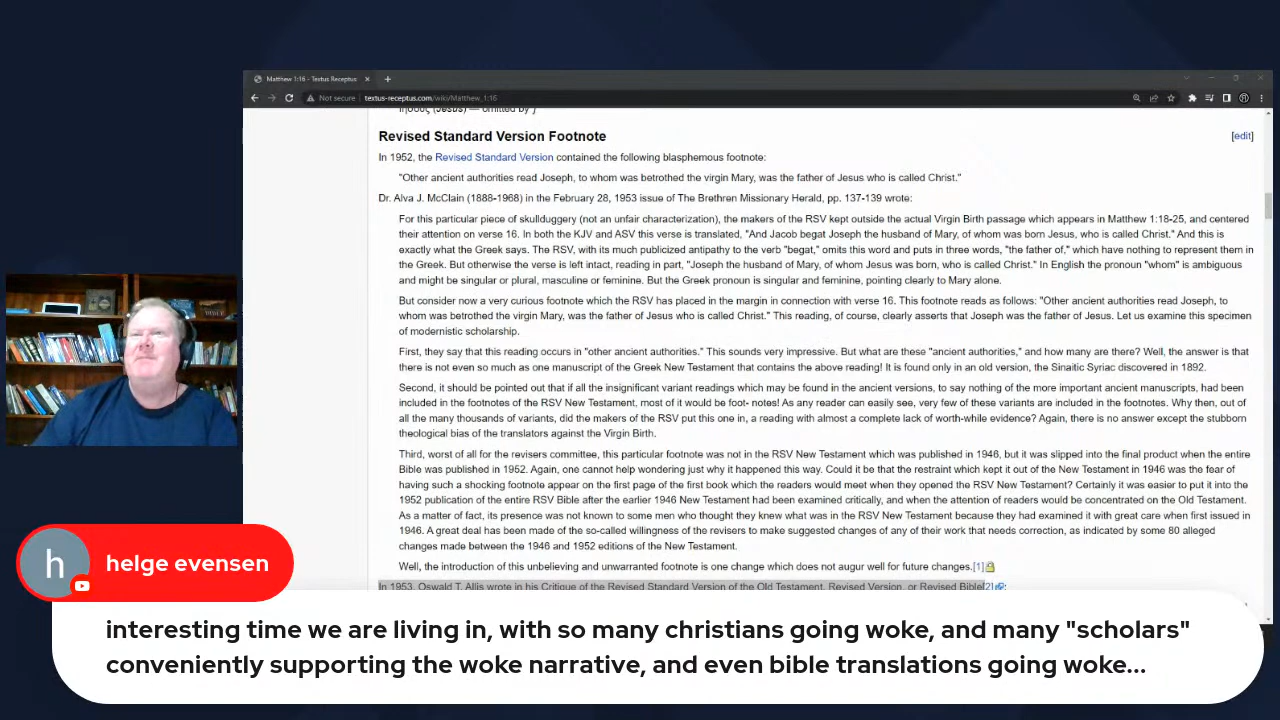 Matthew 1:16 - Textus Receptus
Not secure | textus-receptus.com/wiki/Matthew_1:16
Ἰησοῦς (Jesus) — omitted by
Revised Standard Version Footnote
[edit]
In 1952, the Revised Standard Version contained the following blasphemous footnote:
"Other ancient authorities read Joseph, to whom was betrothed the virgin Mary, was the father of Jesus who is called Christ."
Dr. Alva J. McClain (1888-1968) in the February 28, 1953 issue of The Brethren Missionary Herald, pp. 137-139 wrote:
For this particular piece of skullduggery (not an unfair characterization), the makers of the RSV kept outside the actual Virgin Birth passage which appears in Matthew 1:18-25, and centered
their attention on verse 16. In both the KJV and ASV this verse is translated, "And Jacob begat Joseph the husband of Mary, of whom was born Jesus, who is called Christ." And this is
exactly what the Greek says. The RSV, with its much publicized antipathy to the verb "begat," omits this word and puts in three words, "the father of," which have nothing to represent them in
the Greek. But otherwise the verse is left intact, reading in part, "Joseph the husband of Mary, of whom Jesus was born, who is called Christ." In English the pronoun "whom" is ambiguous
and might be singular or plural, masculine or feminine. But the Greek pronoun is singular and feminine, pointing clearly to Mary alone.
But consider now a very curious footnote which the RSV has placed in the margin in connection with verse 16. This footnote reads as follows: "Other ancient authorities read Joseph, to
whom was betrothed the virgin Mary, was the father of Jesus who is called Christ." This reading, of course, clearly asserts that Joseph was the father of Jesus. Let us examine this specimen
of modernistic scholarship.
First, they say that this reading occurs in "other ancient authorities." This sounds very impressive. But what are these "ancient authorities," and how many are there? Well, the answer is that
there is not even so much as one manuscript of the Greek New Testament that contains the above reading! It is found only in an old version, the Sinaitic Syriac discovered in 1892.
Second, it should be pointed out that if all the insignificant variant readings which may be found in the ancient versions, to say nothing of the more important ancient manuscripts, had been
included in the footnotes of the RSV New Testament, most of it would be foot- notes! As any reader can easily see, very few of these variants are included in the footnotes. Why then, out of
all the many thousands of variants, did the makers of the RSV put this one in, a reading with almost a complete lack of worth-while evidence? Again, there is no answer except the stubborn
theological bias of the translators against the Virgin Birth.
Third, worst of all for the revisers committee, this particular footnote was not in the RSV New Testament which was published in 1946, but it was slipped into the final product when the entire
Bible was published in 1952. Again, one cannot help wondering just why it happened this way. Could it be that the restraint which kept it out of the New Testament in 1946 was the fear of
having such a shocking footnote appear on the first page of the first book which the readers would meet when they opened the RSV New Testament? Certainly it was easier to put it into the
1952 publication of the entire RSV Bible after the earlier 1946 New Testament had been examined critically, and when the attention of readers would be concentrated on the Old Testament.
As a matter of fact, its presence was not known to some men who thought they knew what was in the RSV New Testament because they had examined it with great care when first issued in
1946. A great deal has been made of the so-called willingness of the revisers to make suggested changes of any of their work that needs correction, as indicated by some 80 alleged
changes made between the 1946 and 1952 editions of the New Testament.
Well, the introduction of this unbelieving and unwarranted footnote is one change which does not augur well for future changes.[1]
In 1953, Oswald T. Allis wrote in his Critique of the Revised Standard Version of the Old Testament, Revised Version, or Revised Bible[2]:
h
helge evensen
interesting time we are living in, with so many christians going woke, and many "scholars"
conveniently supporting the woke narrative, and even bible translations going woke...